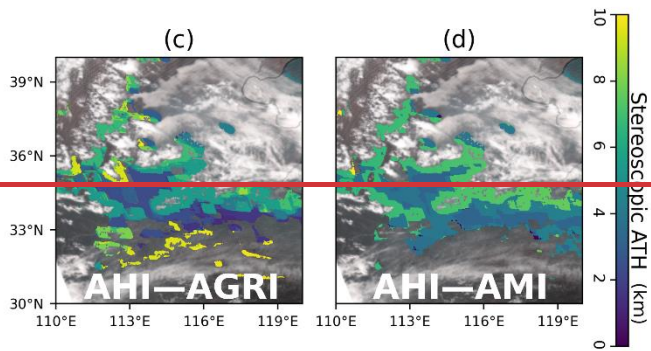 (c)
(d)
39°N
36°N
33°N
30°N
110°E 113°E 116°E 119°E
110°E 113°E 116°E 119°E
AHI—AGRI
AHI—AMI
10
8
6
4
2
0
Stereoscopic ATH (km)